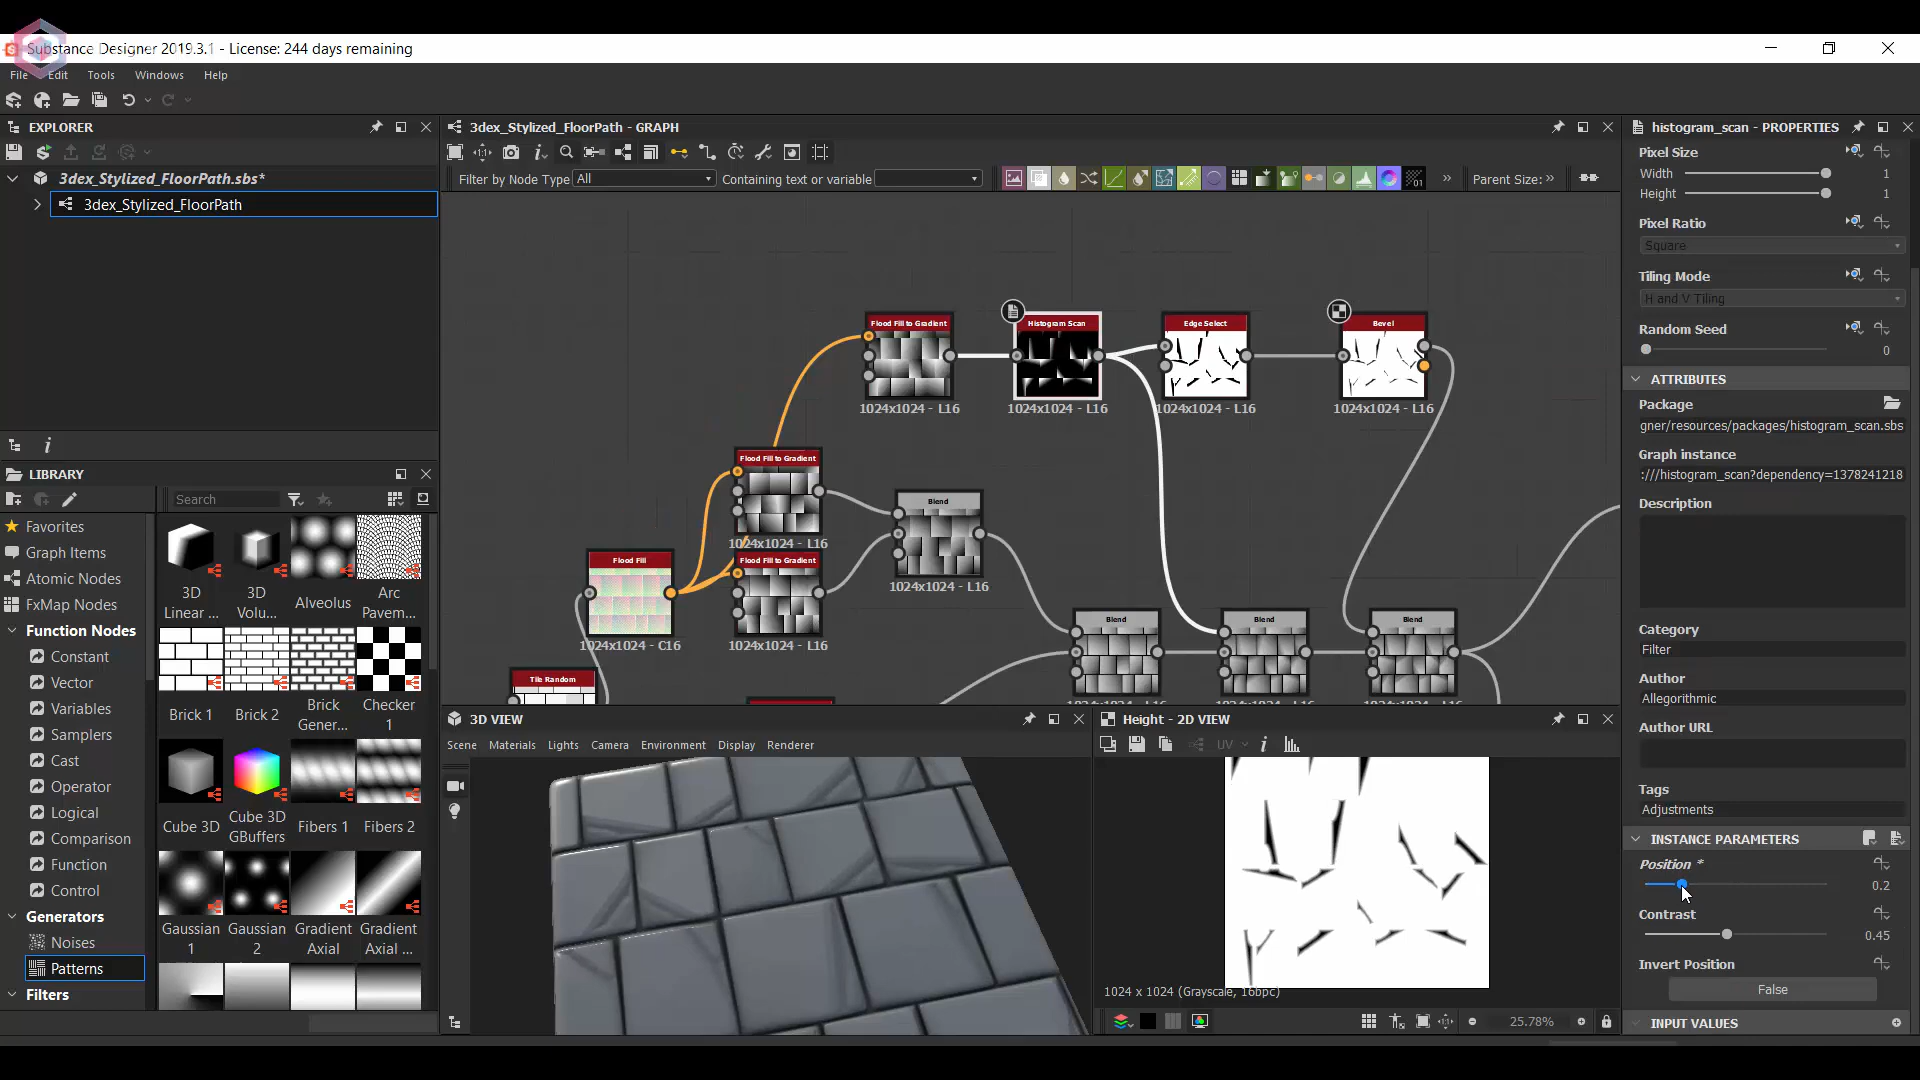 Substance Designer 2019.3.1 - License: 244 days remaining
File Edit Tools Windows Help
EXPLORER
3dex_Stylized_FloorPath.sbs*
3dex_Stylized_FloorPath
LIBRARY
Search
Favorites
Graph Items
Atomic Nodes
FxMap Nodes
Function Nodes
Constant
Vector
Variables
Samplers
Cast
Operator
Logical
Comparison
Function
Control
Generators
Noises
Patterns
Filters
3D Linear ...
3D Volu...
Alveolus
Arc Pavem...
Brick 1
Brick 2
Brick Gener...
Checker 1
Cube 3D
Cube 3D GBuffers
Fibers 1
Fibers 2
Gaussian 1
Gaussian 2
Gradient Axial
Gradient Axial ...
3dex_Stylized_FloorPath - GRAPH
Filter by Node Type All
Containing text or variable
01
Parent Size:
Flood Fill to Gradient
1024x1024 - L16
Histogram Scan
1024x1024 - L16
Edge Select
1024x1024 - L16
Bevel
1024x1024 - L16
Flood Fill to Gradient
1024x1024 - L16
Blend
1024x1024 - L16
Flood Fill
1024x1024 - C16
Flood Fill to Gradient
1024x1024 - L16
Blend
Blend
Blend
Tile Random
3D VIEW
Scene Materials Lights Camera Environment Display Renderer
Height - 2D VIEW
UV
1024 x 1024 (Grayscale, 16bpc)
25.78%
histogram_scan - PROPERTIES
Pixel Size
Width 1
Height 1
Pixel Ratio
Square
Tiling Mode
H and V Tiling
Random Seed
0
ATTRIBUTES
Package
gner/resources/packages/histogram_scan.sbs
Graph instance
:///histogram_scan?dependency=1378241218
Description
Category
Filter
Author
Allegorithmic
Author URL
Tags
Adjustments
INSTANCE PARAMETERS
Position *
0.2
Contrast
0.45
Invert Position
False
INPUT VALUES